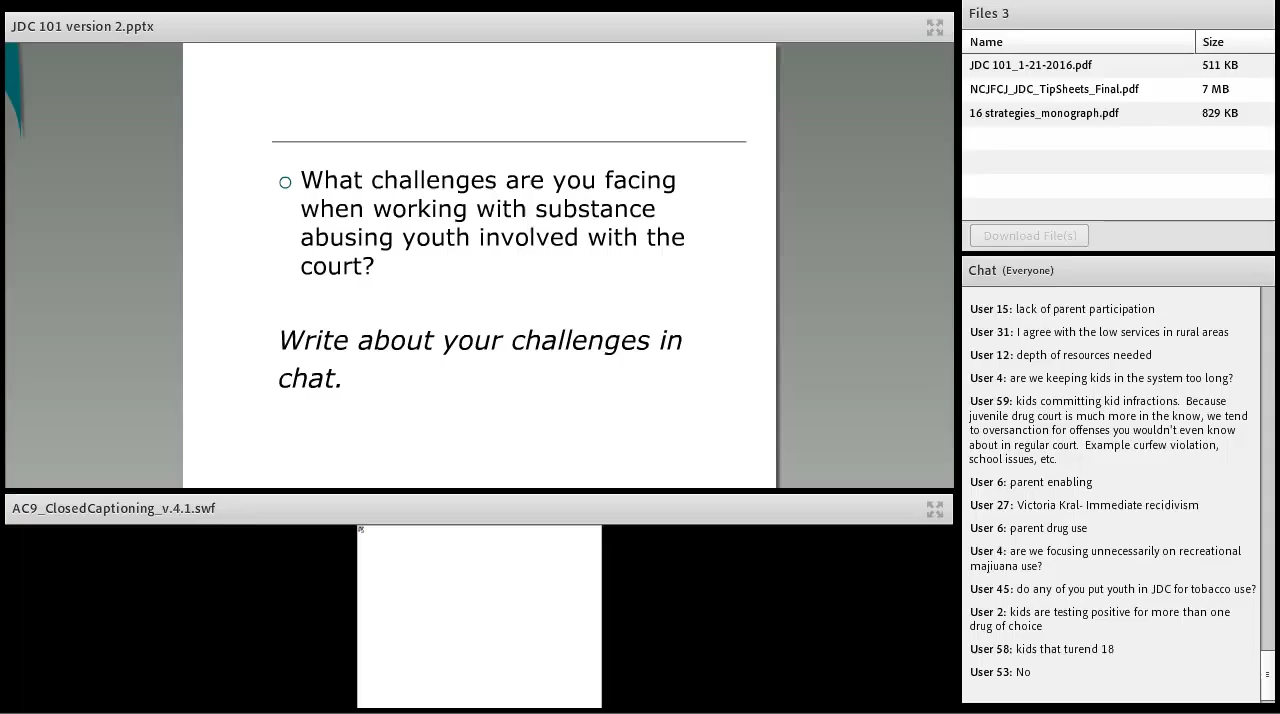 JDC 101 version 2.pptx
What challenges are you facing
when working with substance
abusing youth involved with the
court?
Write about your challenges in
chat.
AC9_ClosedCaptioning_v.4.1.swf
Files 3
Name Size
JDC 101_1-21-2016.pdf 511 KB
NCJFCJ_JDC_TipSheets_Final.pdf 7 MB
16 strategies_monograph.pdf 829 KB
Download File(s)
Chat (Everyone)
User 15: lack of parent participation
User 31: I agree with the low services in rural areas
User 12: depth of resources needed
User 4: are we keeping kids in the system too long?
User 59: kids committing kid infractions. Because
juvenile drug court is much more in the know, we tend
to oversanction for offenses you wouldn't even know
about in regular court. Example curfew violation,
school issues, etc.
User 6: parent enabling
User 27: Victoria Kral- Immediate recidivism
User 6: parent drug use
User 4: are we focusing unnecessarily on recreational
majiuana use?
User 45: do any of you put youth in JDC for tobacco use?
User 2: kids are testing positive for more than one
drug of choice
User 58: kids that turend 18
User 53: No